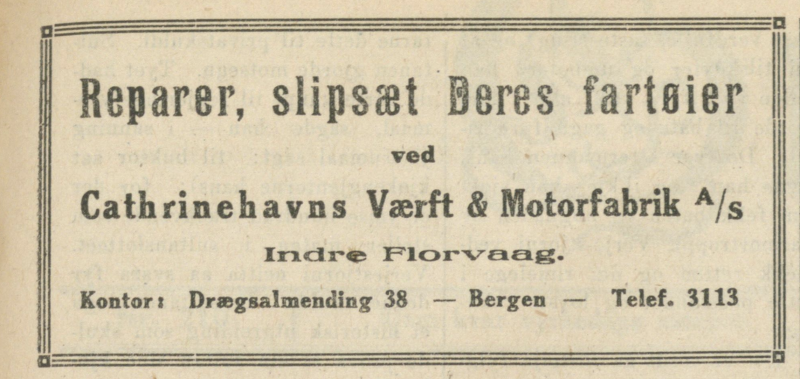 Reparer, slipsæt Deres fartøier
ved
Cathrinehavns Værft & Motorfabrik A/s
Indre Florvaag.
Kontor: Drægsalmending 38 — Bergen — Telef. 3113